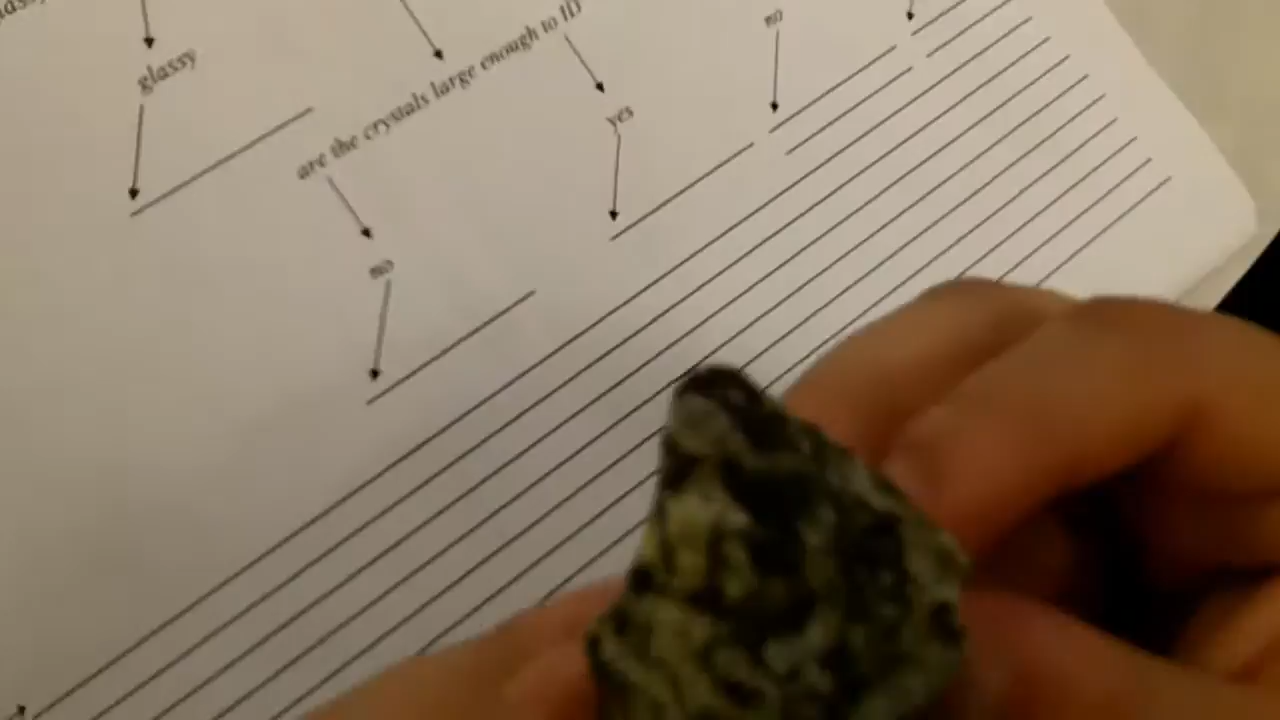 glassy
are the crystals large enough to ID
no
yes
no